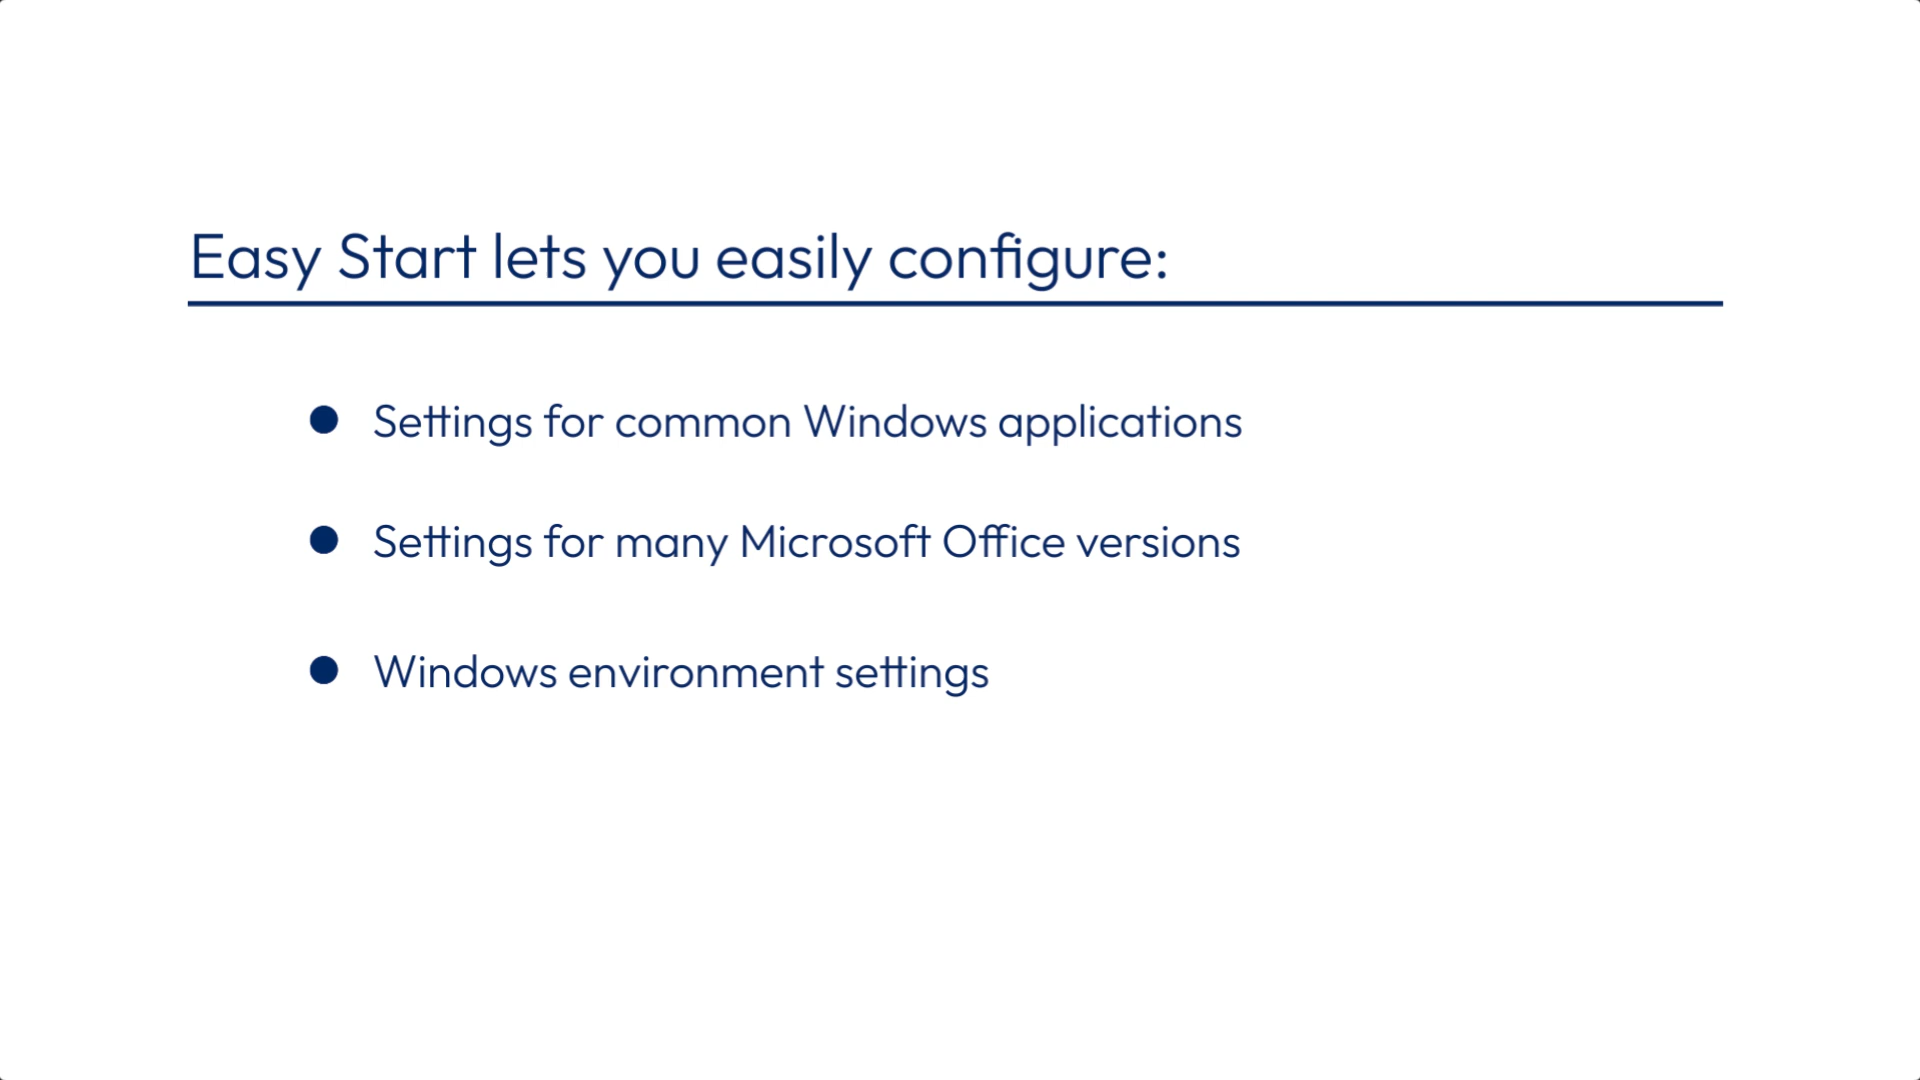 Easy Start lets you easily configure:
● Settings for common Windows applications
● Settings for many Microsoft Office versions
● Windows environment settings